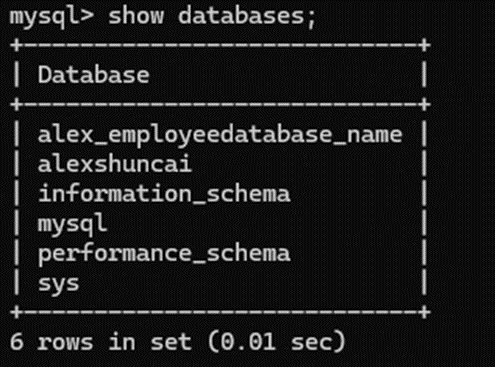 mysql> show databases;
+----------------------------+
| Database                   |
+----------------------------+
| alex_employeedatabase_name |
| alexshuncai                |
| information_schema         |
| mysql                      |
| performance_schema         |
| sys                        |
+----------------------------+
6 rows in set (0.01 sec)